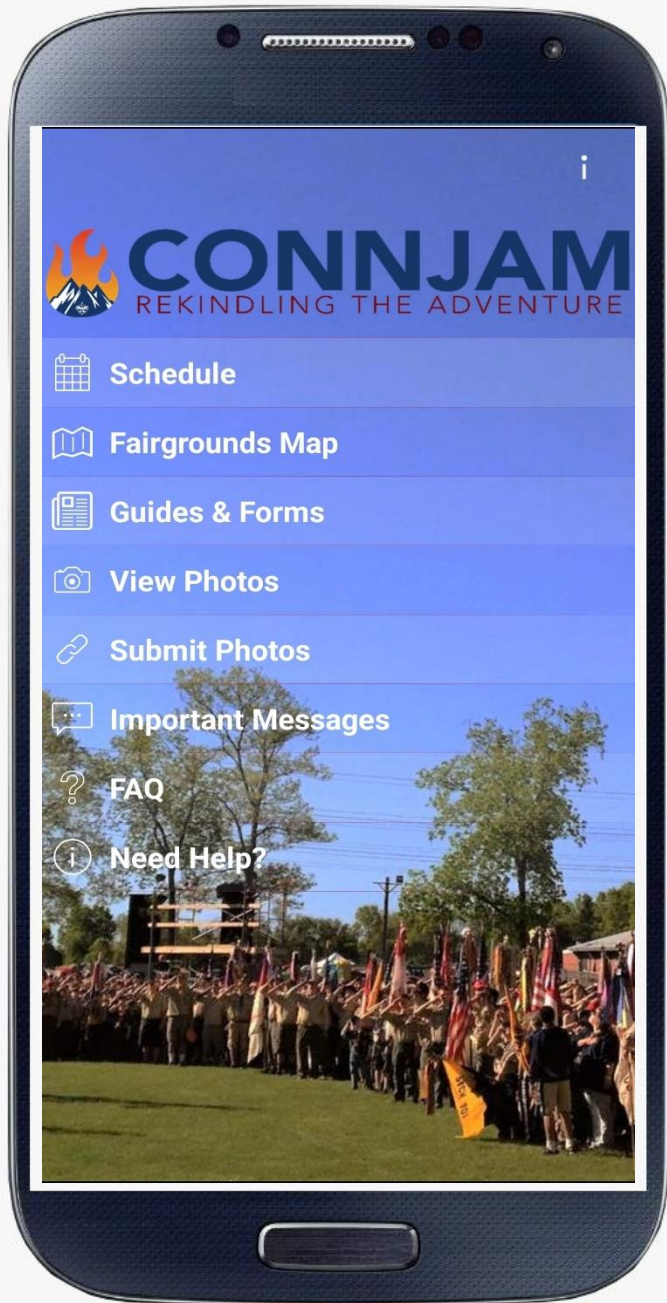 CONNJAM
REKINDLING THE ADVENTURE
Schedule
Fairgrounds Map
Guides & Forms
View Photos
Submit Photos
Important Messages
FAQ
Need Help?